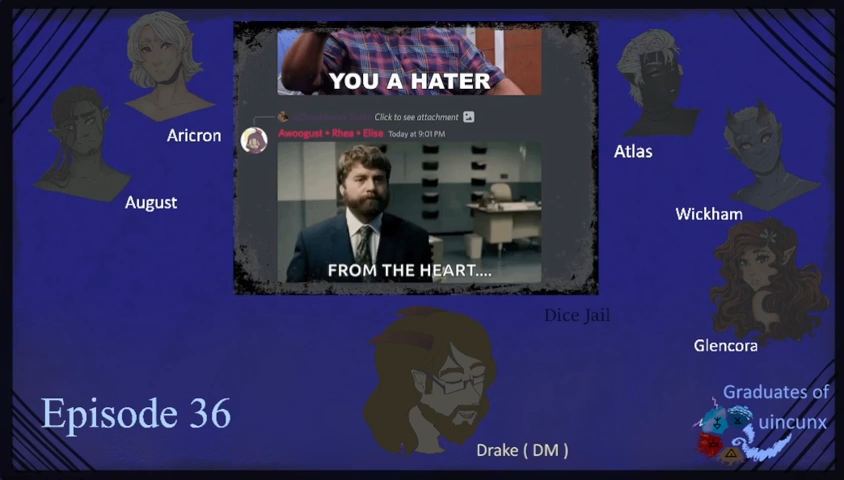 YOU A HATER
Click to see attachment
Awoogust • Rhea • Elise Today at 9:01 PM
FROM THE HEART....
Aricron
August
Atlas
Wickham
Glencora
Dice Jail
Episode 36
Drake ( DM )
Graduates of
uincunx